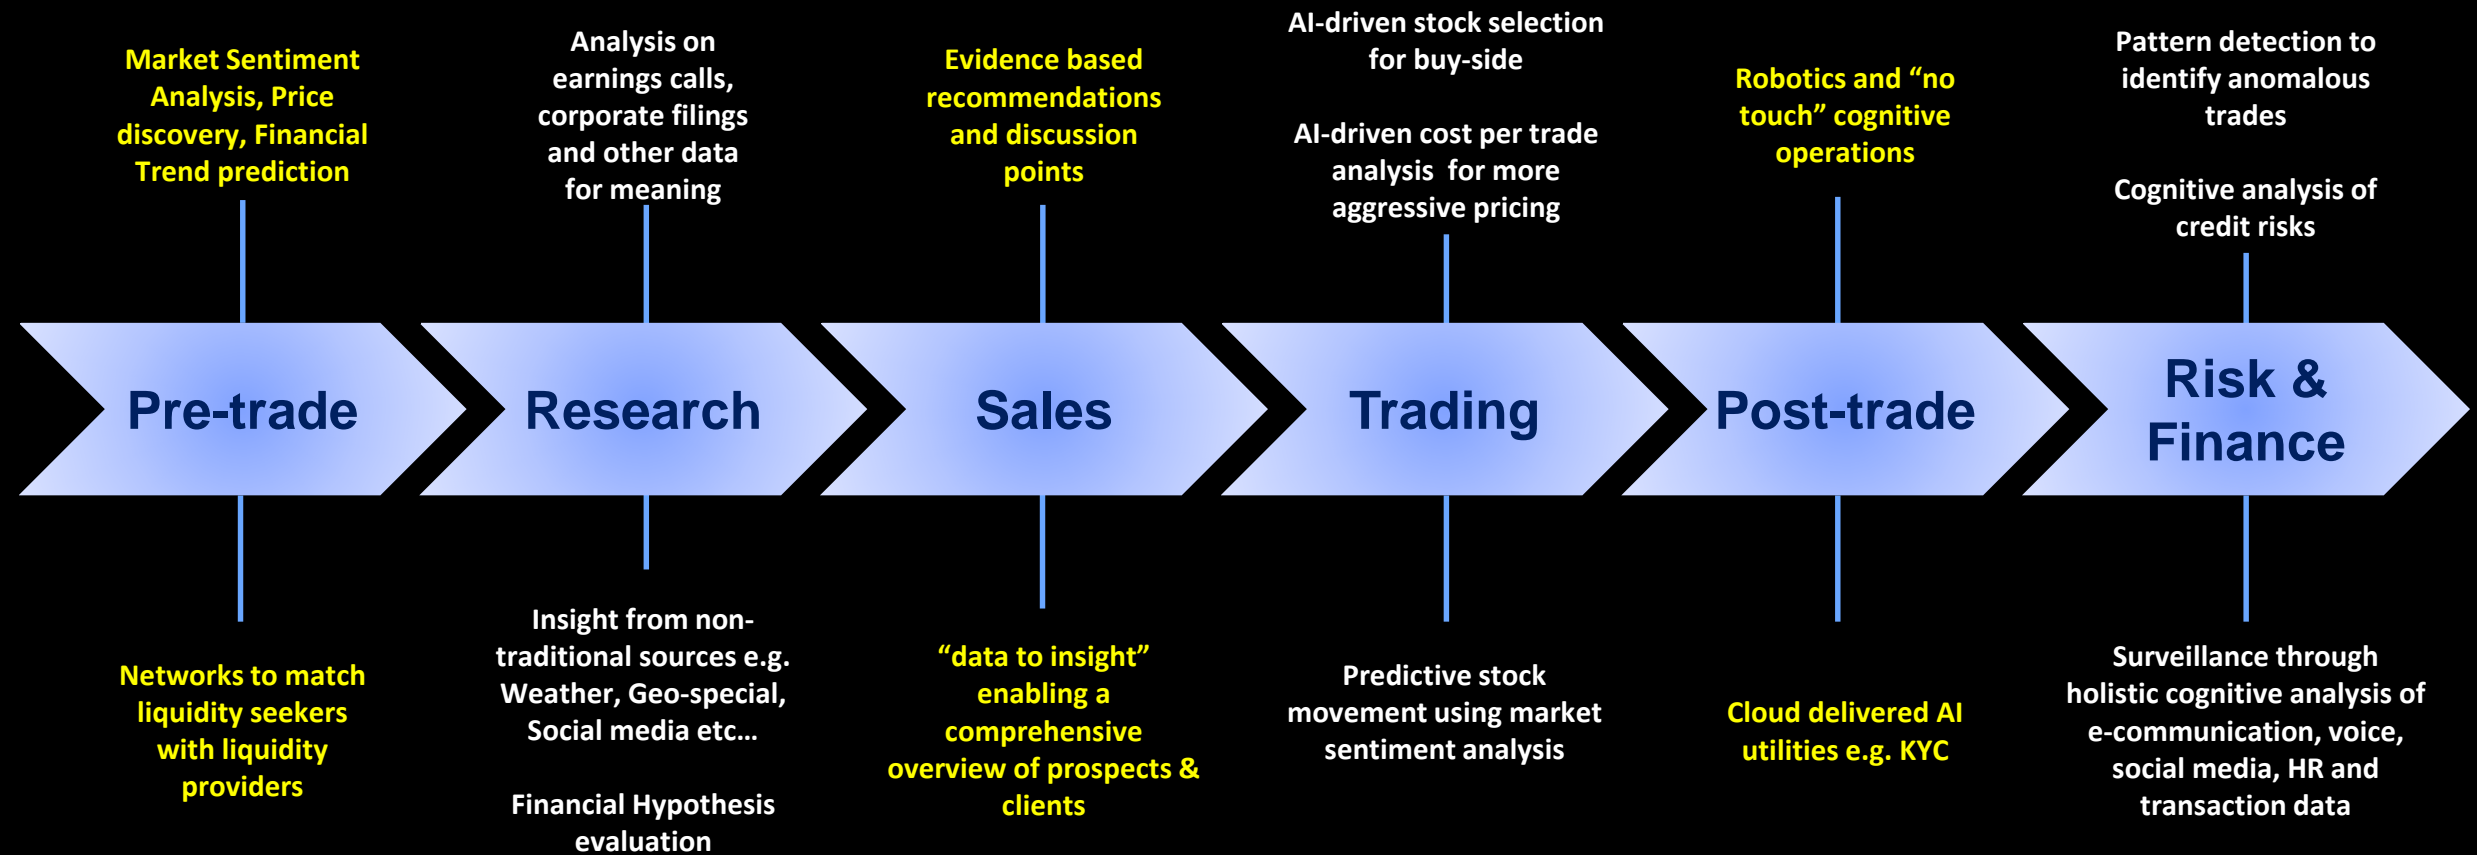 Market Sentiment
Analysis, Price
discovery, Financial
Trend prediction
Analysis on
earnings calls,
corporate filings
and other data
for meaning
Evidence based
recommendations
and discussion
points
AI-driven stock selection
for buy-side
AI-driven cost per trade
analysis  for more
aggressive pricing
Robotics and “no
touch” cognitive
operations
Pattern detection to
identify anomalous
trades
Cognitive analysis of
credit risks
Pre-trade
Research
Sales
Trading
Post-trade
Risk &
Finance
Networks to match
liquidity seekers
with liquidity
providers
Insight from non-
traditional sources e.g.
Weather, Geo-special,
Social media etc…
Financial Hypothesis
evaluation
“data to insight”
enabling a
comprehensive
overview of prospects &
clients
Predictive stock
movement using market
sentiment analysis
Cloud delivered AI
utilities e.g. KYC
Surveillance through
holistic cognitive analysis of
e-communication, voice,
social media, HR and
transaction data